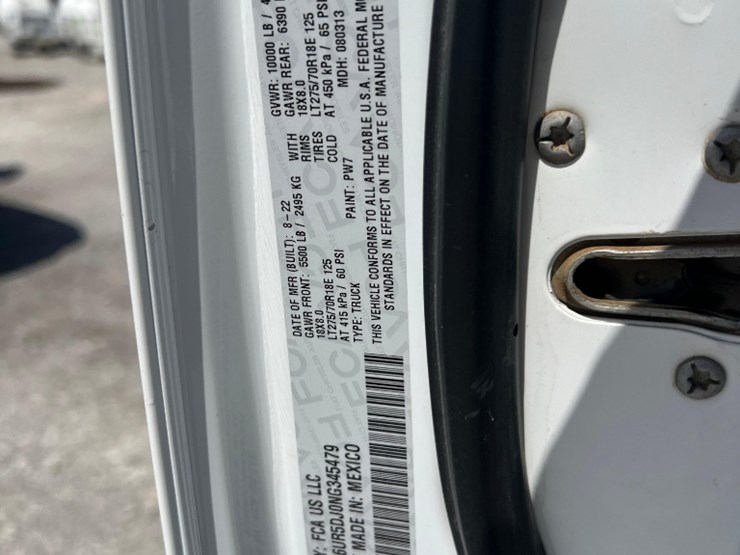 Y: FCA US LLC
DATE OF MFR (BUILT): 8-22
GVWR: 10000 LB / 4
GAWR FRONT: 5500 LB / 2495 KG WITH
GAWR REAR: 6390
18X8.0 RIMS 18X8.0
LT275/70R18E 125 TIRES LT275/70R18E 125
AT 415 kPa / 60 PSI COLD AT 450 kPa / 65 PSI
6UR5DJ0NG345479
TYPE: TRUCK PAINT: PW7 MDH: 080313
MADE IN: MEXICO
THIS VEHICLE CONFORMS TO ALL APPLICABLE U.S.A. FEDERAL
STANDARDS IN EFFECT ON THE DATE OF MANUFACTURE